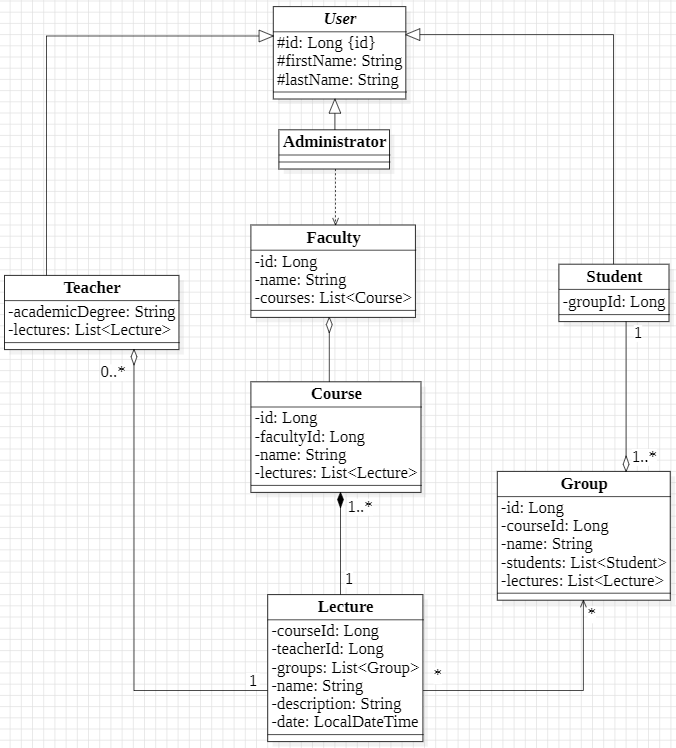 User
#id: Long {id}
#firstName: String
#lastName: String
Administrator
Faculty
-id: Long
-name: String
-courses: List<Course>
Teacher
-academicDegree: String
-lectures: List<Lecture>
0..*
Student
-groupId: Long
1
Course
-id: Long
-facultyId: Long
-name: String
-lectures: List<Lecture>
1..*
1
1..*
Group
-id: Long
-courseId: Long
-name: String
-students: List<Student>
-lectures: List<Lecture>
*
Lecture
-courseId: Long
-teacherId: Long
-groups: List<Group>
-name: String
-description: String
-date: LocalDateTime
1
*